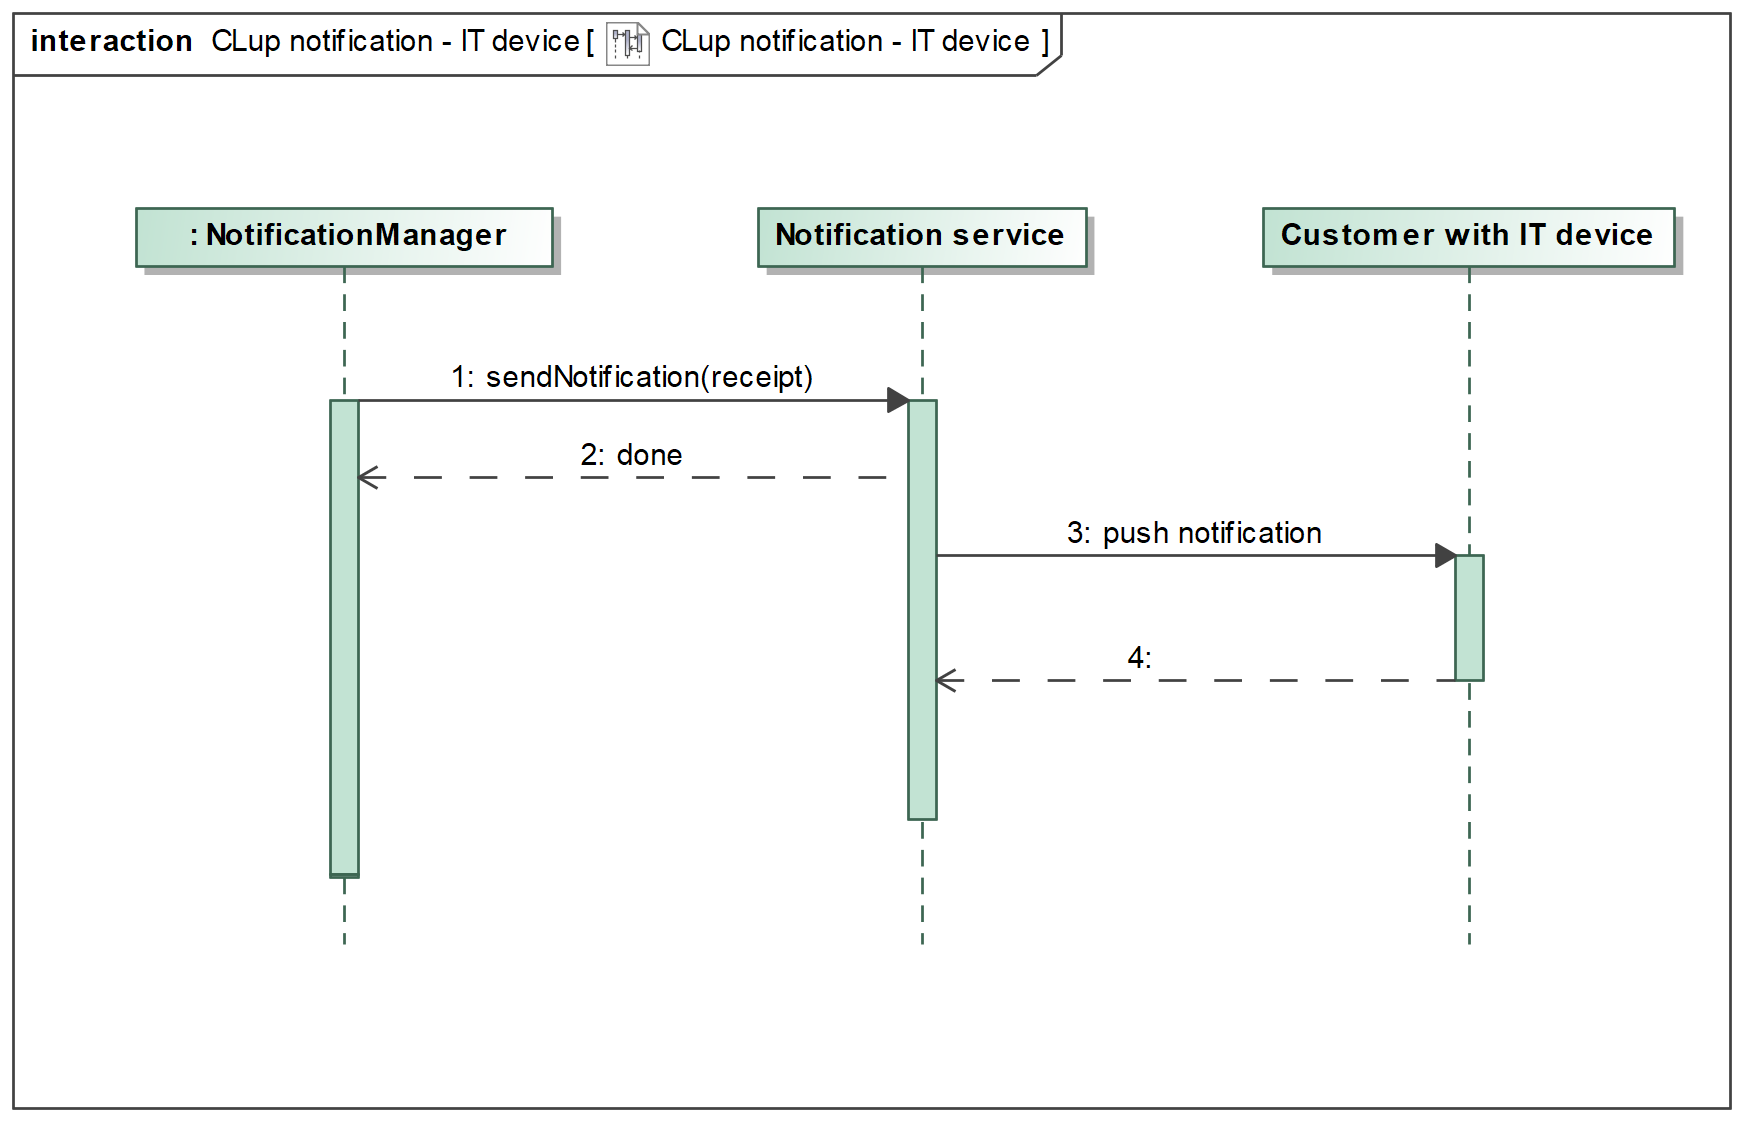 interaction CLup notification - IT device [ CLup notification - IT device ]
: NotificationManager
Notification service
Customer with IT device
1: sendNotification(receipt)
2: done
3: push notification
4: